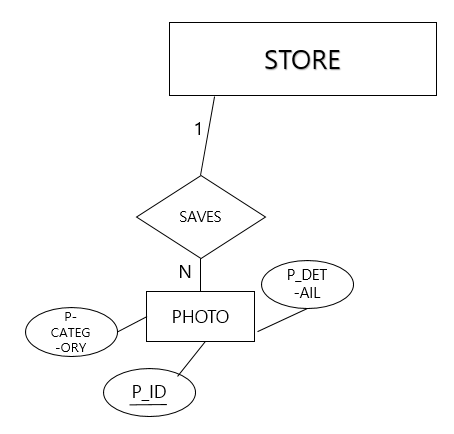 STORE
1
SAVES
N
P_DET
-AIL
PHOTO
P-
CATEG
-ORY
P_ID